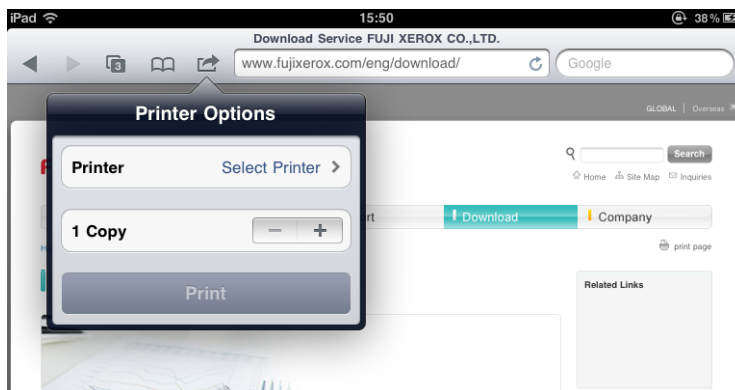 iPad 15:50 38%
Download Service FUJI XEROX CO.,LTD.
3 www.fujixerox.com/eng/download/ Google
GLOBAL | Overseas
Printer Options
Search
Printer Select Printer
Home Site Map Inquiries
Download Company
1 Copy
print page
Print
Related Links